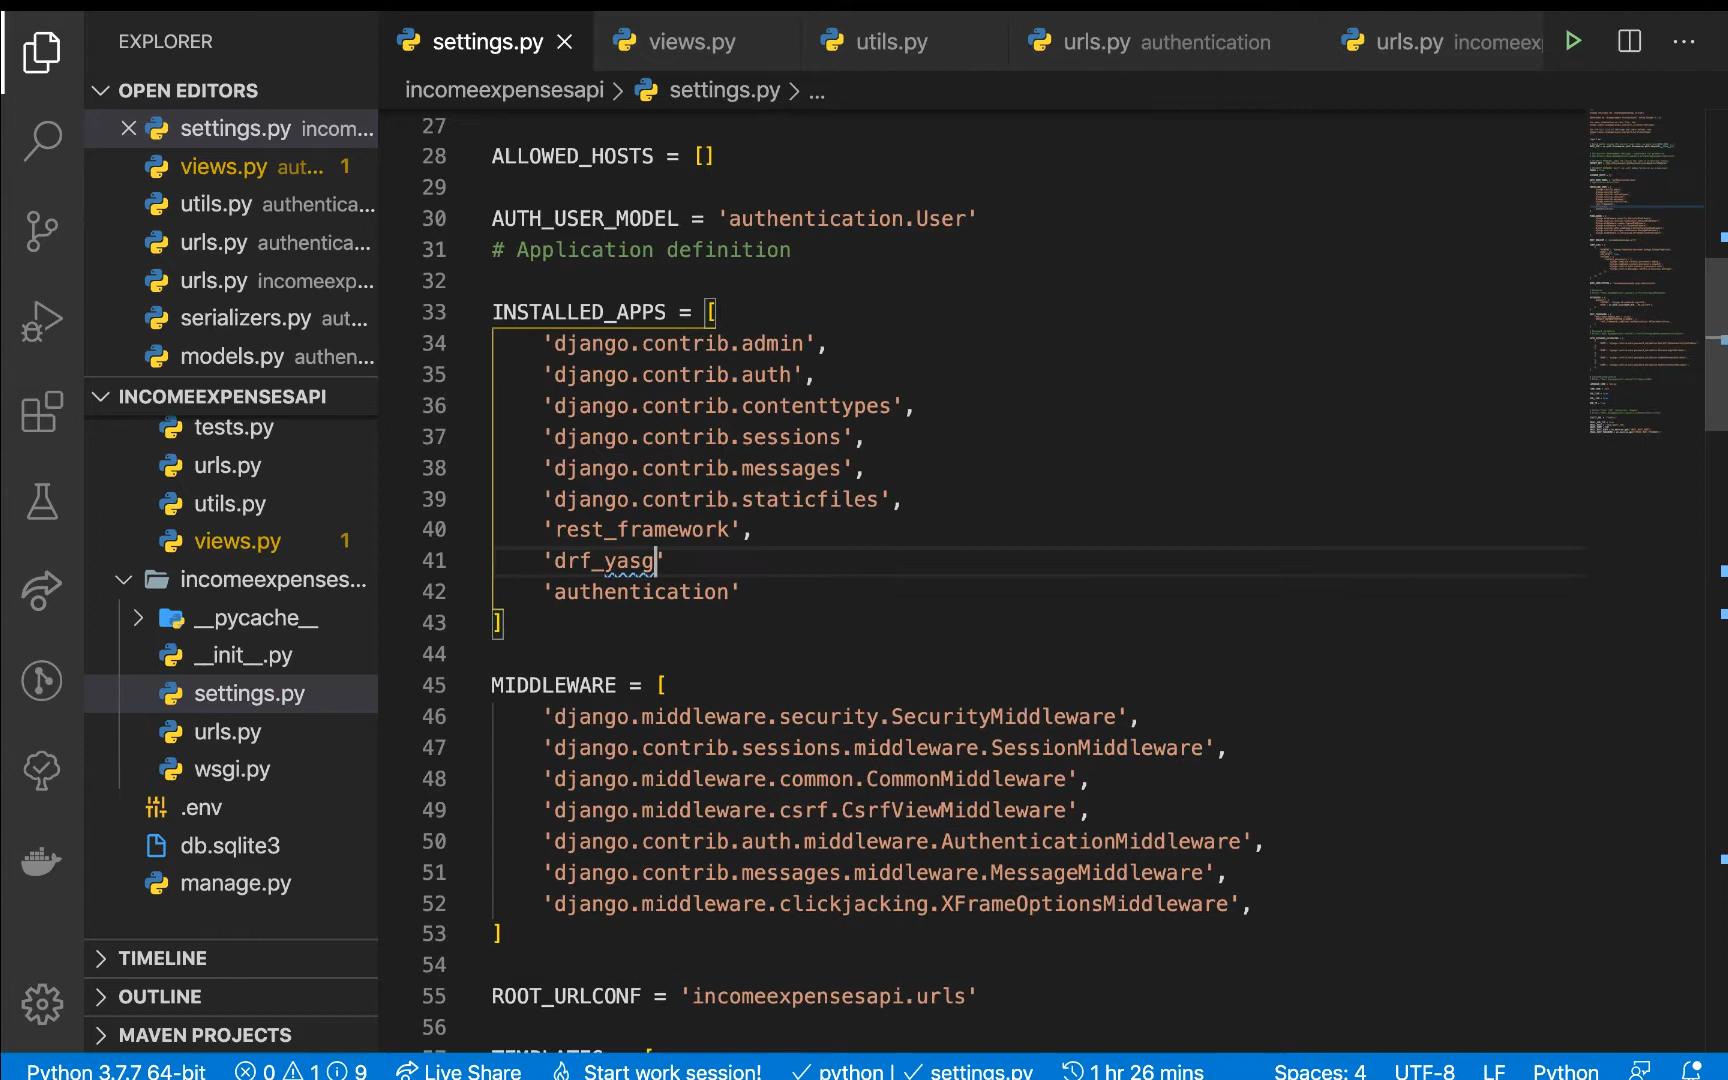 EXPLORER
settings.py
views.py
utils.py
urls.py authentication
urls.py incomeex
OPEN EDITORS
incomeexpensesapi > settings.py > ...
settings.py incom...
views.py aut... 1
utils.py authentica...
urls.py authentica...
urls.py incomeexp...
serializers.py aut...
models.py authen...
INCOMEEXPENSESAPI
tests.py
urls.py
utils.py
views.py 1
incomeexpenses...
__pycache__
__init__.py
settings.py
urls.py
wsgi.py
.env
db.sqlite3
manage.py
TIMELINE
OUTLINE
MAVEN PROJECTS
27
28 ALLOWED_HOSTS = []
29
30 AUTH_USER_MODEL = 'authentication.User'
31 # Application definition
32
33 INSTALLED_APPS = [
34 'django.contrib.admin',
35 'django.contrib.auth',
36 'django.contrib.contenttypes',
37 'django.contrib.sessions',
38 'django.contrib.messages',
39 'django.contrib.staticfiles',
40 'rest_framework',
41 'drf_yasg'
42 'authentication'
43 ]
44
45 MIDDLEWARE = [
46 'django.middleware.security.SecurityMiddleware',
47 'django.contrib.sessions.middleware.SessionMiddleware',
48 'django.middleware.common.CommonMiddleware',
49 'django.middleware.csrf.CsrfViewMiddleware',
50 'django.contrib.auth.middleware.AuthenticationMiddleware',
51 'django.contrib.messages.middleware.MessageMiddleware',
52 'django.middleware.clickjacking.XFrameOptionsMiddleware',
53 ]
54
55 ROOT_URLCONF = 'incomeexpensesapi.urls'
56
Python 3.7.7 64-bit 0 1 9 Live Share Start work session! python | settings.py 1 hr 26 mins Spaces: 4 UTF-8 LF Python